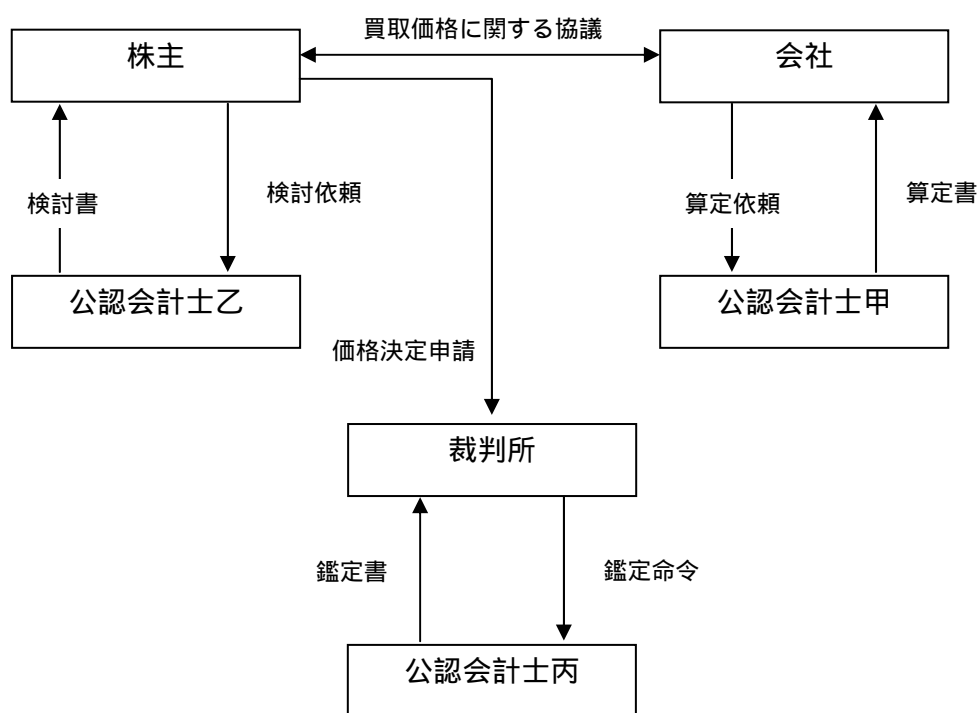 買取価格に関する協議
株主
会社
検討書
検討依頼
算定依頼
算定書
公認会計士乙
公認会計士甲
価格決定申請
裁判所
鑑定書
鑑定命令
公認会計士丙